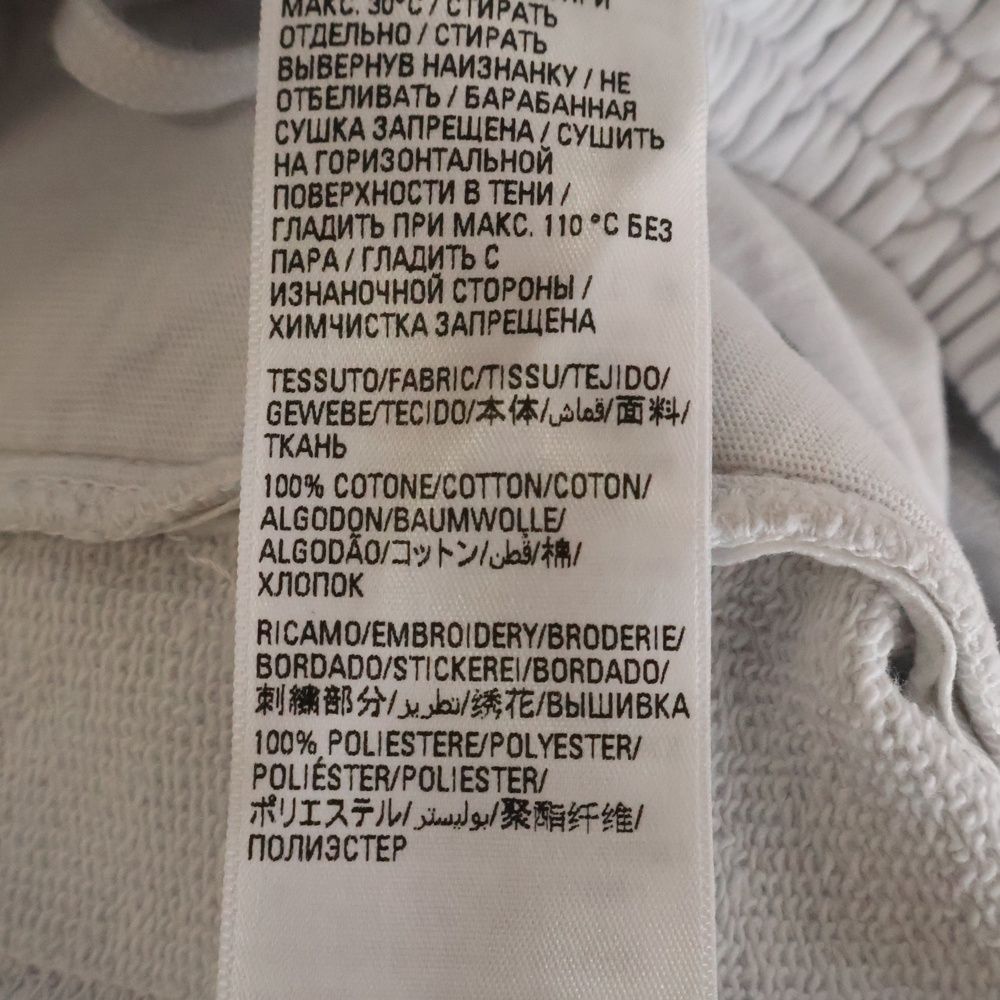 МАКС. 30°C / СТИРАТЬ
ОТДЕЛЬНО / СТИРАТЬ
ВЫВЕРНУВ НАИЗНАНКУ / НЕ
ОТБЕЛИВАТЬ / БАРАБАННАЯ
СУШКА ЗАПРЕЩЕНА / СУШИТЬ
НА ГОРИЗОНТАЛЬНОЙ
ПОВЕРХНОСТИ В ТЕНИ /
ГЛАДИТЬ ПРИ МАКС. 110 °C БЕЗ
ПАРА / ГЛАДИТЬ С
ИЗНАНОЧНОЙ СТОРОНЫ /
ХИМЧИСТКА ЗАПРЕЩЕНА
TESSUTO/FABRIC/TISSU/TEJIDO/
GEWEBE/TECIDO/本体/قماش/面料/
ТКАНЬ
100% COTONE/COTTON/COTON/
ALGODON/BAUMWOLLE/
ALGODÃO/コットン/قطن/棉/
ХЛОПОК
RICAMO/EMBROIDERY/BRODERIE/
BORDADO/STICKEREI/BORDADO/
刺繍部分/تطريز/绣花/ВЫШИВКА
100% POLIESTERE/POLYESTER/
POLIÉSTER/POLIESTER/
ポリエステル/بوليستر/聚酯纤维/
ПОЛИЭСТЕР